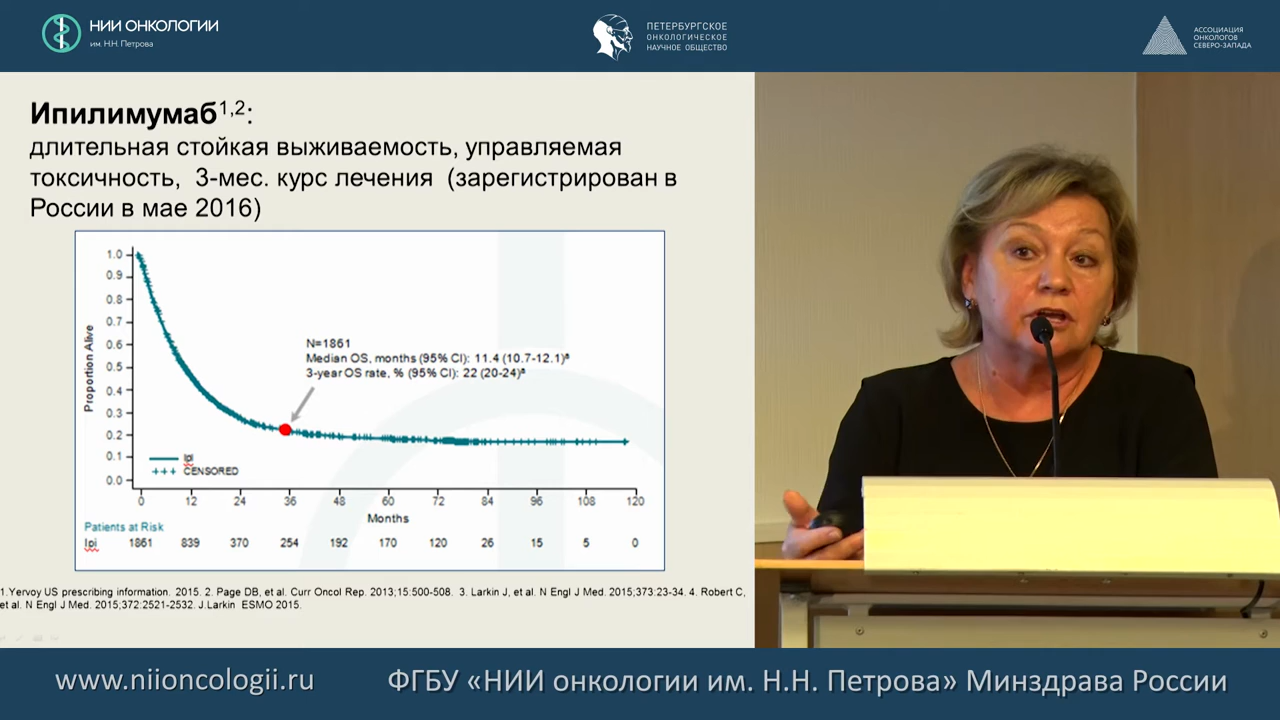 НИИ ОНКОЛОГИИ
им. Н.Н. Петрова
ПЕТЕРБУРГСКОЕ
ОНКОЛОГИЧЕСКОЕ
НАУЧНОЕ ОБЩЕСТВО
АССОЦИАЦИЯ
ОНКОЛОГОВ
СЕВЕРО-ЗАПАДА
Ипилимумаб1,2:
длительная стойкая выживаемость, управляемая
токсичность, 3-мес. курс лечения (зарегистрирован в
России в мае 2016)
Proportion Alive
1.0
0.9
0.8
0.7
0.6
0.5
0.4
0.3
0.2
0.1
0.0
N=1861
Median OS, months (95% CI): 11.4 (10.7-12.1)a
3-year OS rate, % (95% CI): 22 (20-24)a
Ipi
CENSORED
0 12 24 36 48 60 72 84 96 108 120
Months
Patients at Risk
Ipi 1861 839 370 254 192 170 120 26 15 5 0
1.Yervoy US prescribing information. 2015. 2. Page DB, et al. Curr Oncol Rep. 2013;15:500-508. 3. Larkin J, et al. N Engl J Med. 2015;373:23-34. 4. Robert C,
et al. N Engl J Med. 2015;372:2521-2532. J.Larkin ESMO 2015.
www.niioncologii.ru
ФГБУ «НИИ онкологии им. Н.Н. Петрова» Минздрава России